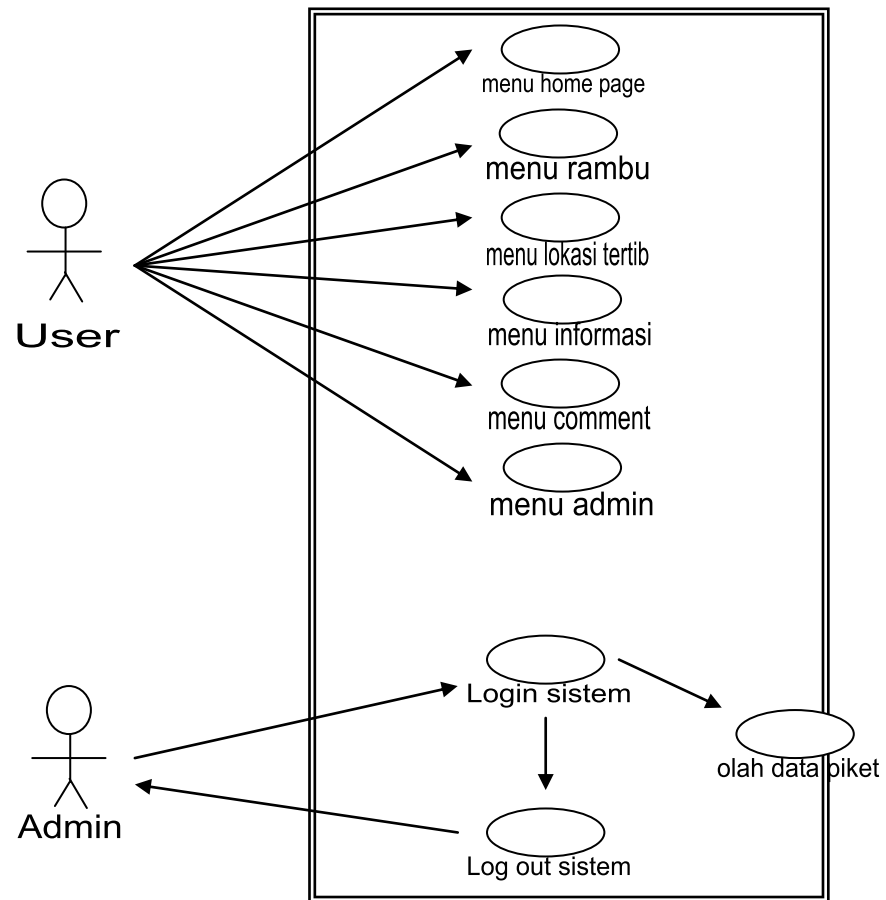 menu home page
menu rambu
menu lokasi tertib
menu informasi
User
menu comment
menu admin
Login sistem
olah data piket
Admin
Log out sistem